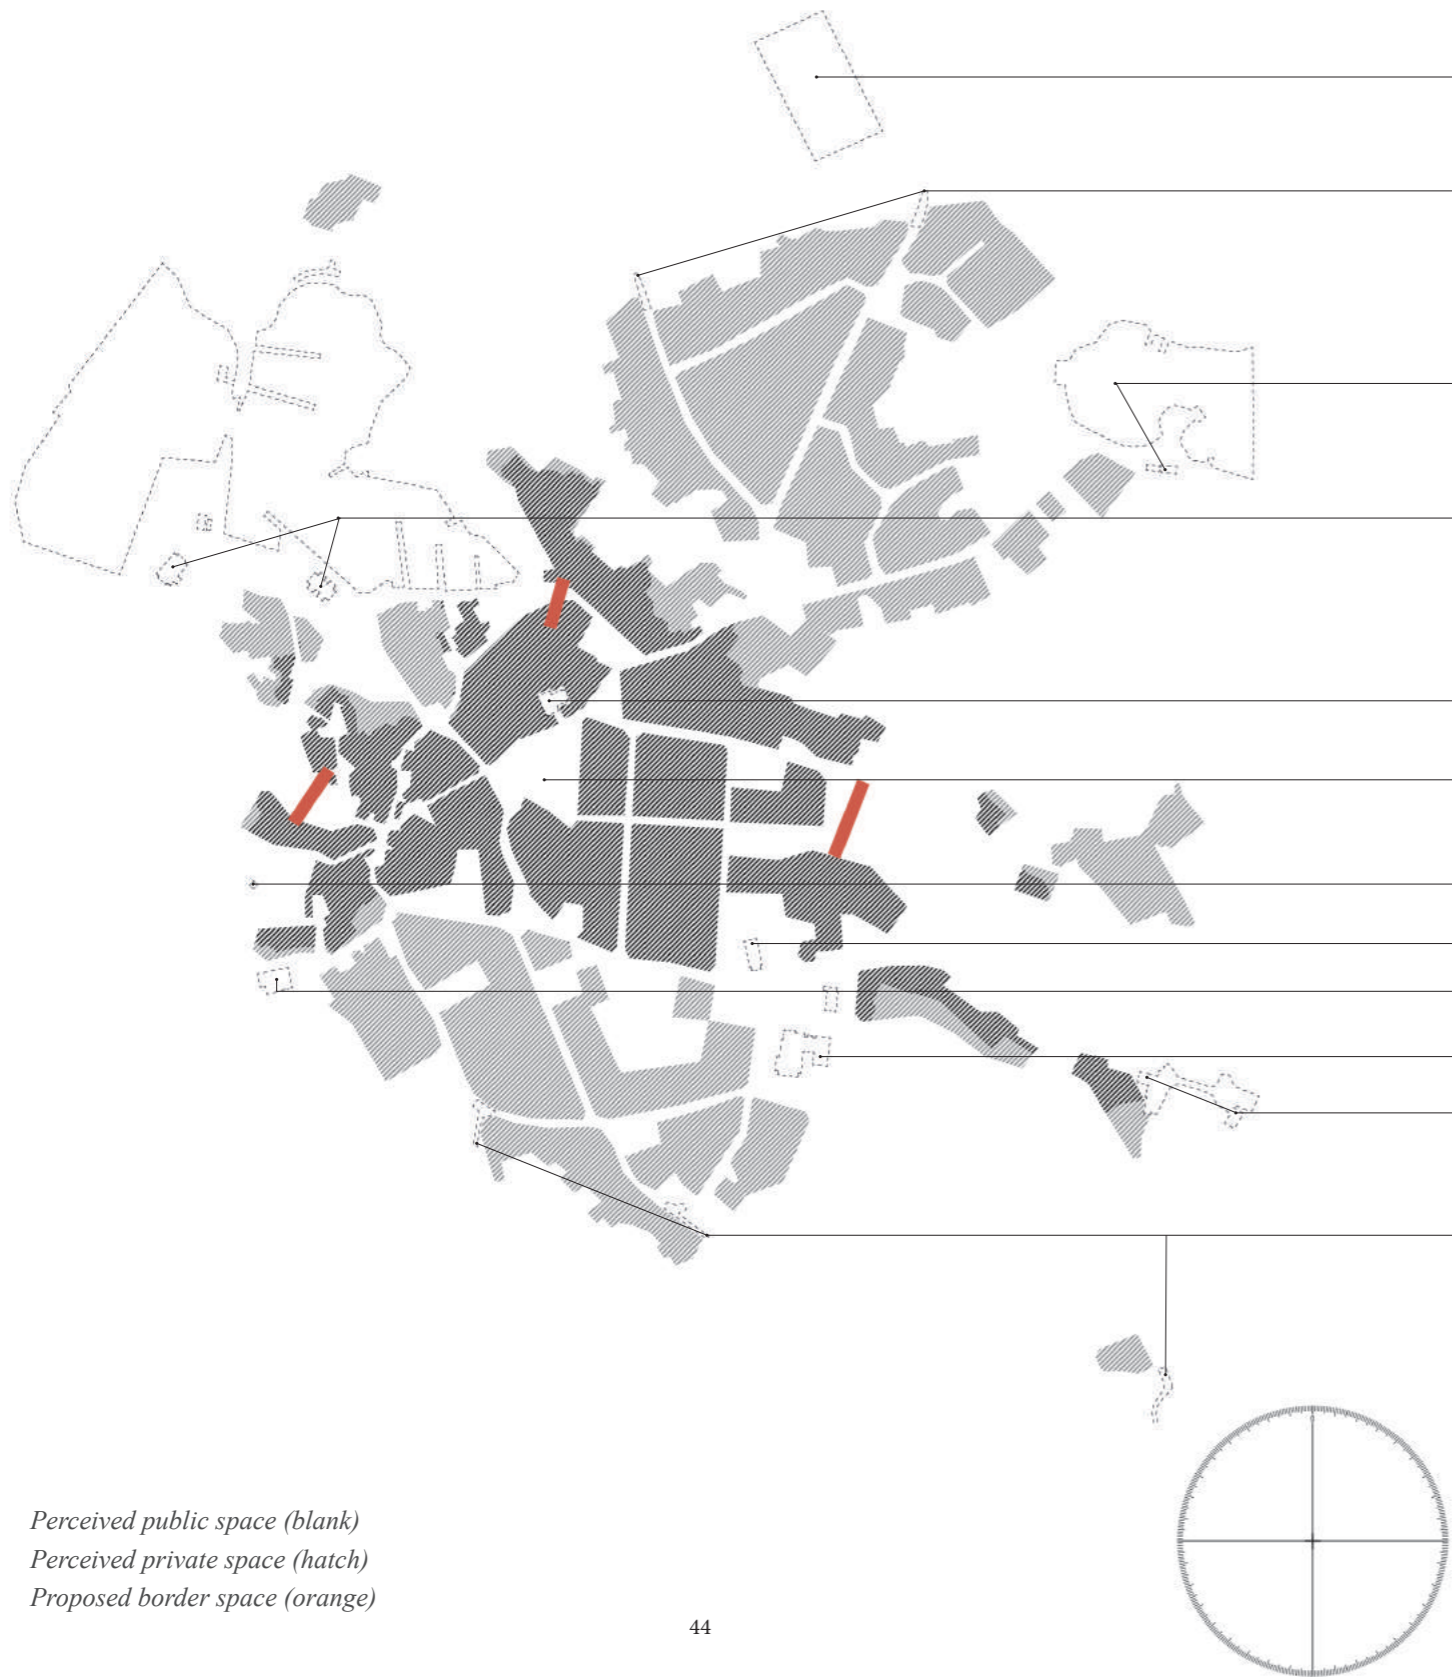 Perceived public space (blank)
Perceived private space (hatch)
Proposed border space (orange)
44